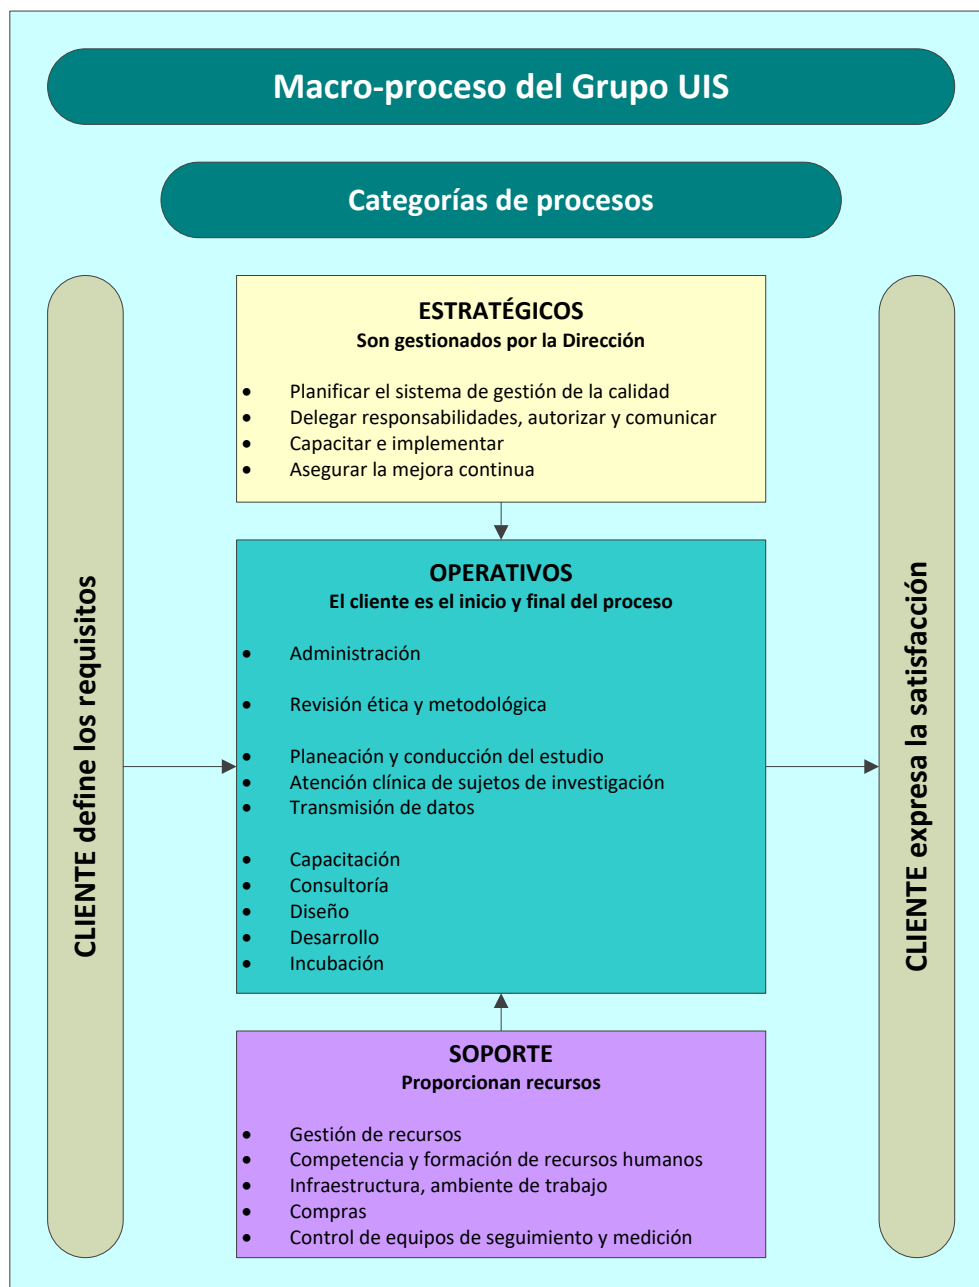 Macro-proceso del Grupo UIS
Categorías de procesos
CLIENTE define los requisitos
ESTRATÉGICOS
Son gestionados por la Dirección
• Planificar el sistema de gestión de la calidad
• Delegar responsabilidades, autorizar y comunicar
• Capacitar e implementar
• Asegurar la mejora continua
OPERATIVOS
El cliente es el inicio y final del proceso
• Administración
• Revisión ética y metodológica
• Planeación y conducción del estudio
• Atención clínica de sujetos de investigación
• Transmisión de datos
• Capacitación
• Consultoría
• Diseño
• Desarrollo
• Incubación
SOPORTE
Proporcionan recursos
• Gestión de recursos
• Competencia y formación de recursos humanos
• Infraestructura, ambiente de trabajo
• Compras
• Control de equipos de seguimiento y medición
CLIENTE expresa la satisfacción